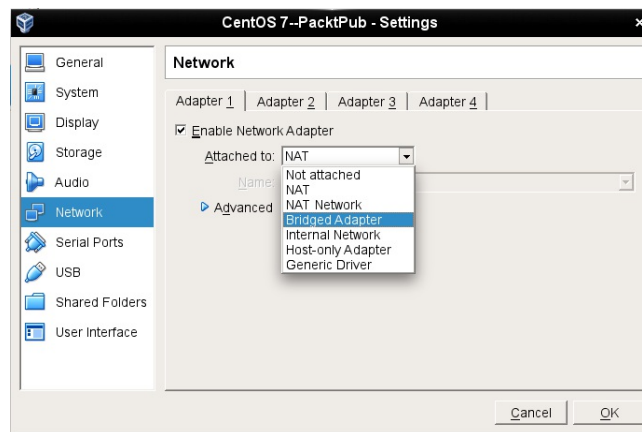 CentOS 7--PacktPub - Settings
General
System
Display
Storage
Audio
Network
Serial Ports
USB
Shared Folders
User Interface
Network
Adapter 1 Adapter 2 Adapter 3 Adapter 4
Enable Network Adapter
Attached to: NAT
Name:
Advanced
Not attached
NAT
NAT Network
Bridged Adapter
Internal Network
Host-only Adapter
Generic Driver
Cancel OK